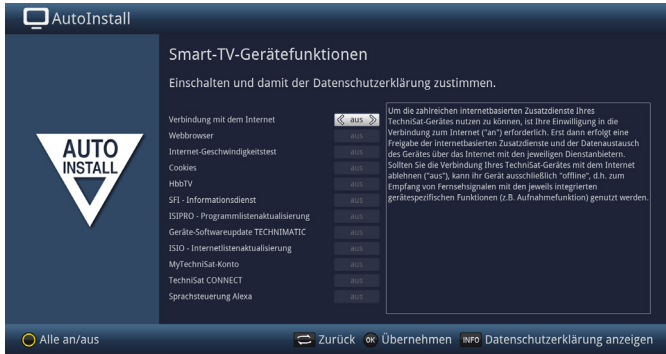 AutoInstall
Smart-TV-Gerätefunktionen
Einschalten und damit der Datenschutzerklärung zustimmen.
AUTO
INSTALL
Verbindung mit dem Internet aus
Webbrowser aus
Internet-Geschwindigkeitstest aus
Cookies aus
HbbTV aus
SFI - Informationsdienst aus
ISIPRO - Programmlistenaktualisierung aus
Geräte-Softwareupdate TECHNIMATIC aus
ISIO - Internetlistenaktualisierung aus
MyTechniSat-Konto aus
TechniSat CONNECT aus
Sprachsteuerung Alexa aus
Um die zahlreichen internetbasierten Zusatzdienste Ihres
TechniSat-Gerätes nutzen zu können, ist Ihre Einwilligung in die
Verbindung zum Internet ("an") erforderlich. Erst dann erfolgt eine
Freigabe der internetbasierten Zusatzdienste und der Datenaustausch
des Gerätes über das Internet mit den jeweiligen Dienstanbietern.
Sollten Sie die Verbindung Ihres TechniSat-Gerätes mit dem Internet
ablehnen ("aus"), kann ihr Gerät ausschließlich "offline", d.h. zum
Empfang von Fernsehsignalen mit den jeweils integrierten
gerätespezifischen Funktionen (z.B. Aufnahmefunktion) genutzt werden.
Alle an/aus
Zurück OK Übernehmen INFO Datenschutzerklärung anzeigen